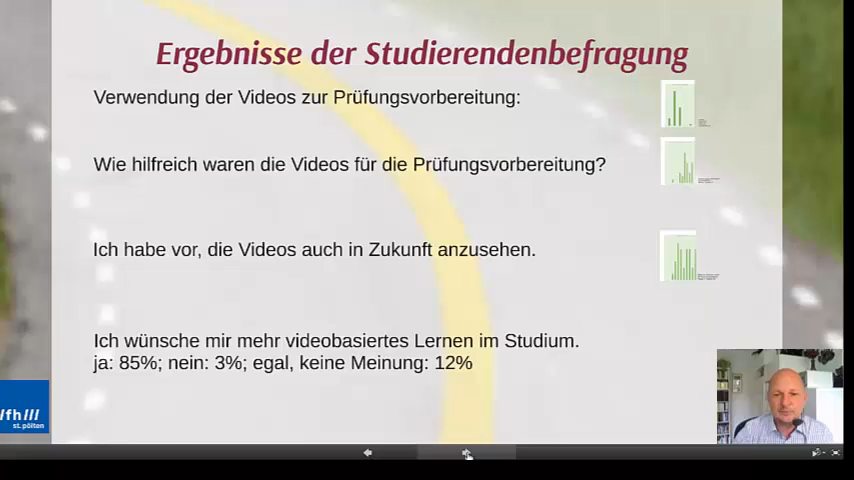 Ergebnisse der Studierendenbefragung
Verwendung der Videos zur Prüfungsvorbereitung:
Wie hilfreich waren die Videos für die Prüfungsvorbereitung?
Ich habe vor, die Videos auch in Zukunft anzusehen.
Ich wünsche mir mehr videobasiertes Lernen im Studium.
ja: 85%; nein: 3%; egal, keine Meinung: 12%
/fh///
st.pölten